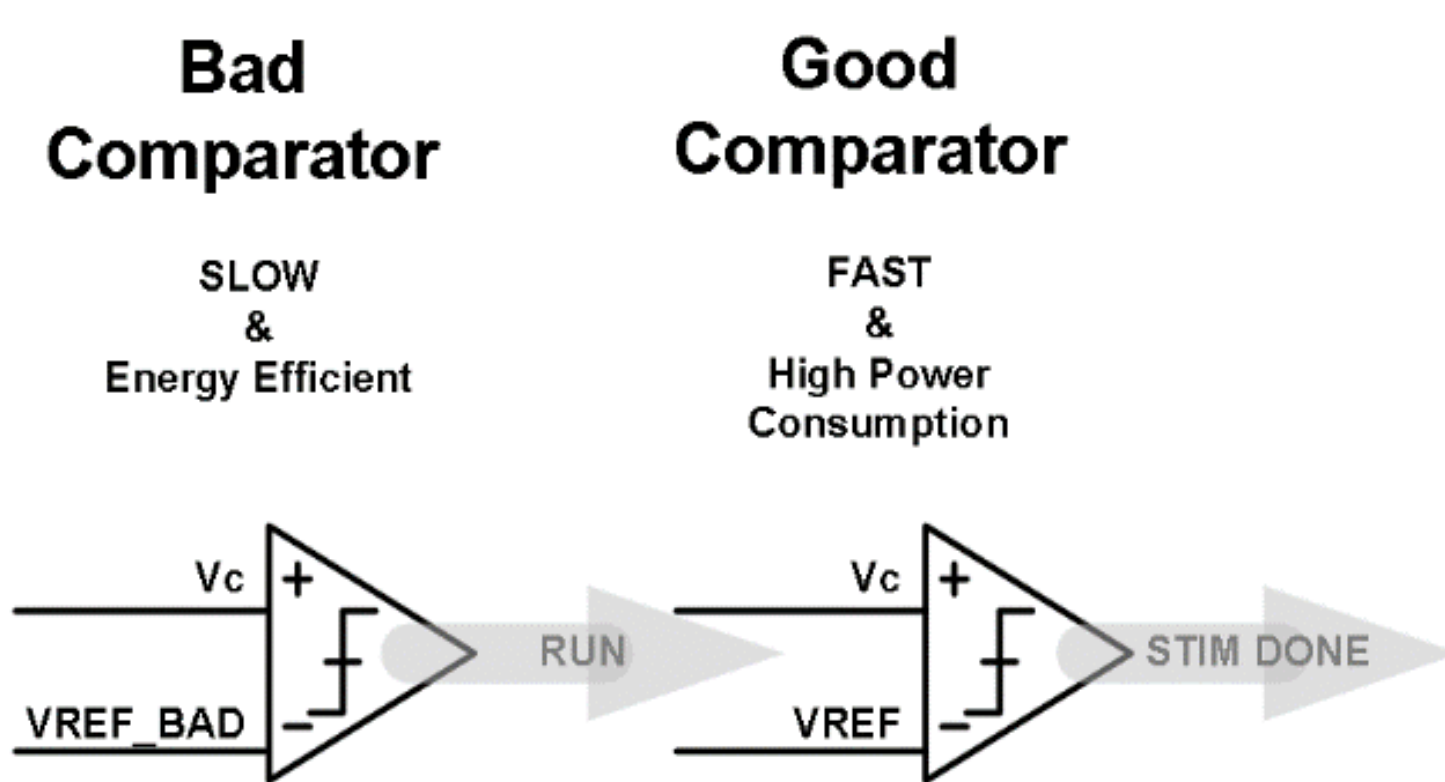 Bad
Comparator
SLOW
&
Energy Efficient
Vc
+
RUN
VREF_BAD
−
Good
Comparator
FAST
&
High Power
Consumption
Vc
+
STIM DONE
VREF
−